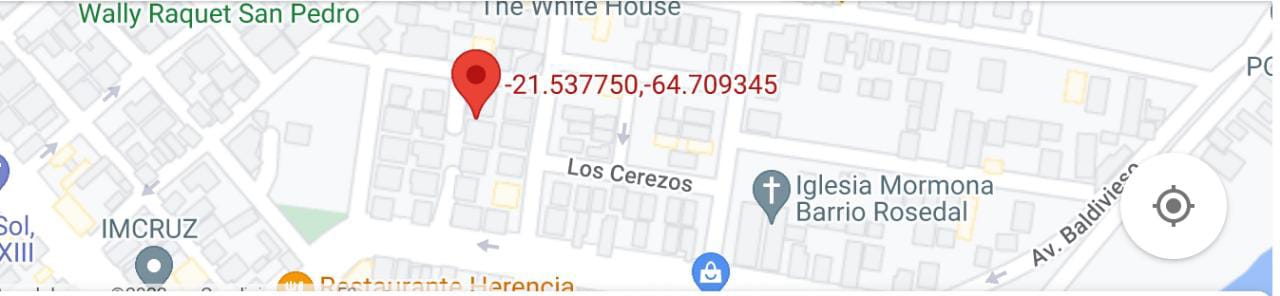 The White House
Wally Raquet San Pedro
PO
-21.537750,-64.709345
Los Cerezos
Iglesia Mormona
Barrio Rosedal
Av. Baldivieso
Sol,
XIII
IMCRUZ
Restaurante Herencia